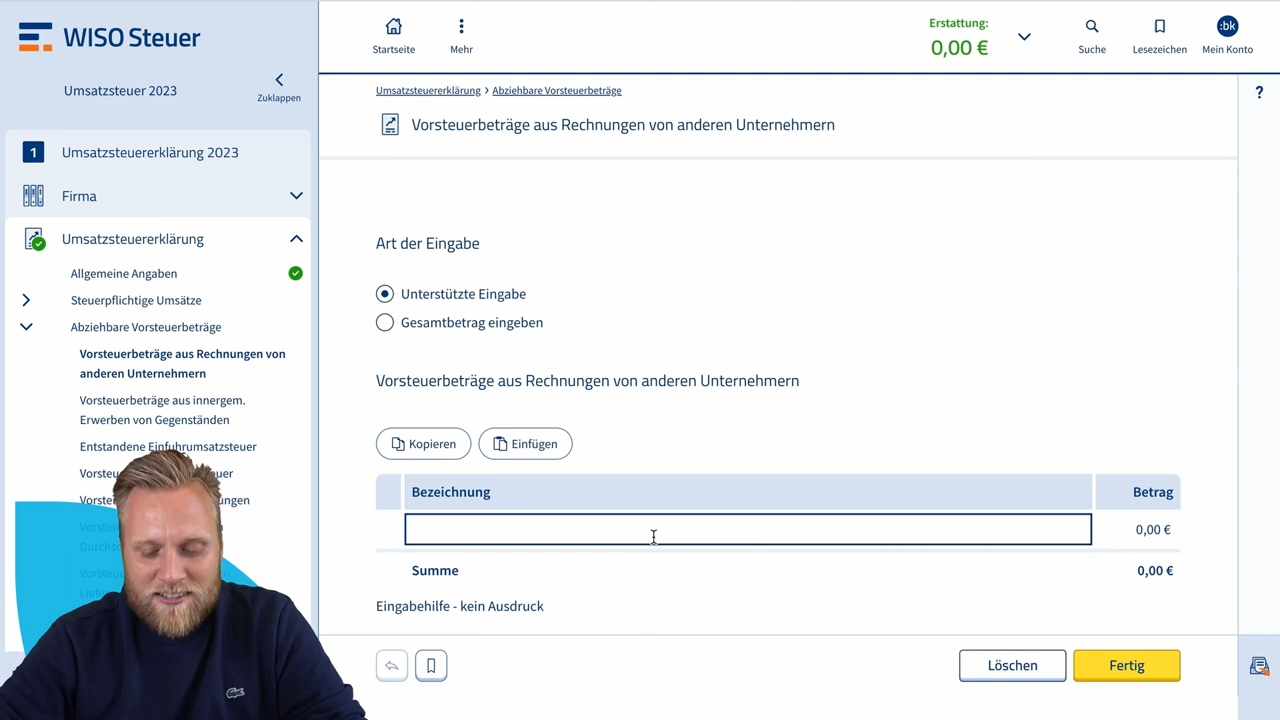 WISO Steuer
Startseite
Mehr
Erstattung:
0,00 €
Suche
Lesezeichen
:bk
Mein Konto
Umsatzsteuer 2023
Zuklappen
1 Umsatzsteuererklärung 2023
Firma
Umsatzsteuererklärung
Allgemeine Angaben
Steuerpflichtige Umsätze
Abziehbare Vorsteuerbeträge
Vorsteuerbeträge aus Rechnungen von
anderen Unternehmern
Vorsteuerbeträge aus innergem.
Erwerben von Gegenständen
Entstandene Einfuhrumsatzsteuer
Umsatzsteuererklärung > Abziehbare Vorsteuerbeträge
?
Vorsteuerbeträge aus Rechnungen von anderen Unternehmern
Art der Eingabe
Unterstützte Eingabe
Gesamtbetrag eingeben
Vorsteuerbeträge aus Rechnungen von anderen Unternehmern
Kopieren
Einfügen
Bezeichnung Betrag
0,00 €
Summe 0,00 €
Eingabehilfe - kein Ausdruck
Löschen
Fertig